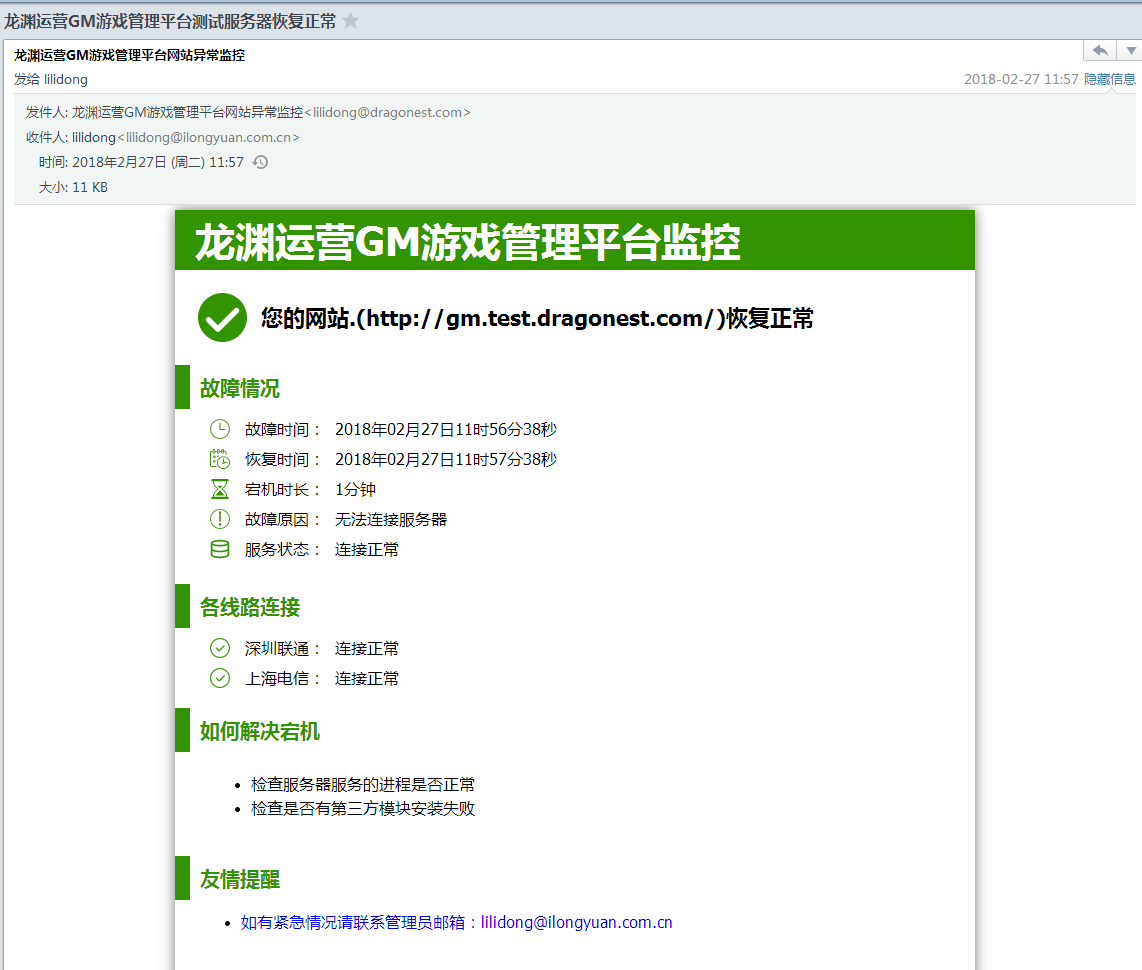 龙渊运营GM游戏管理平台测试服务器恢复正常
龙渊运营GM游戏管理平台网站异常监控
发给 lilidong
2018-02-27 11:57 隐藏信息
发件人: 龙渊运营GM游戏管理平台网站异常监控<lilidong@dragonest.com>
收件人: lilidong<lilidong@ilongyuan.com.cn>
时间: 2018年2月27日 (周二) 11:57
大小: 11 KB
龙渊运营GM游戏管理平台监控
您的网站.(http://gm.test.dragonest.com/)恢复正常
故障情况
故障时间： 2018年02月27日11时56分38秒
恢复时间： 2018年02月27日11时57分38秒
宕机时长： 1分钟
故障原因： 无法连接服务器
服务状态： 连接正常
各线路连接
深圳联通： 连接正常
上海电信： 连接正常
如何解决宕机
• 检查服务器服务的进程是否正常
• 检查是否有第三方模块安装失败
友情提醒
• 如有紧急情况请联系管理员邮箱：lilidong@ilongyuan.com.cn